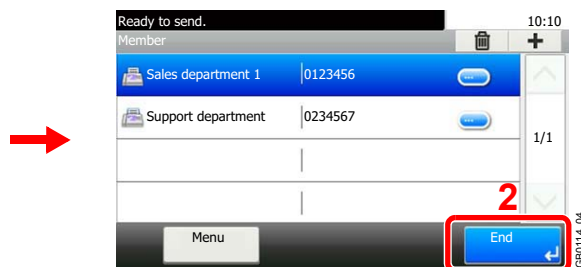 Ready to send. 10:10
Member
Sales department 1 0123456
Support department 0234567
1/1
2
Menu End
GB0114_04